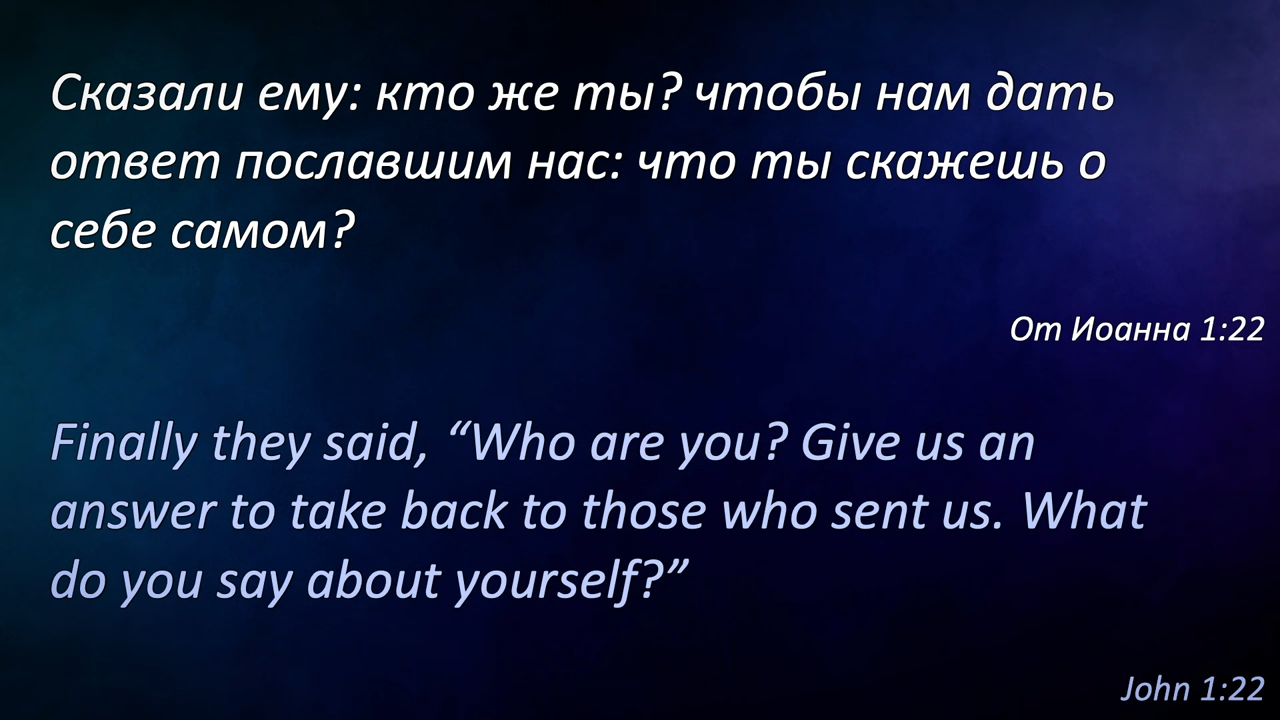 Сказали ему: кто же ты? чтобы нам дать
ответ пославшим нас: что ты скажешь о
себе самом?
От Иоанна 1:22
Finally they said, “Who are you? Give us an
answer to take back to those who sent us. What
do you say about yourself?”
John 1:22